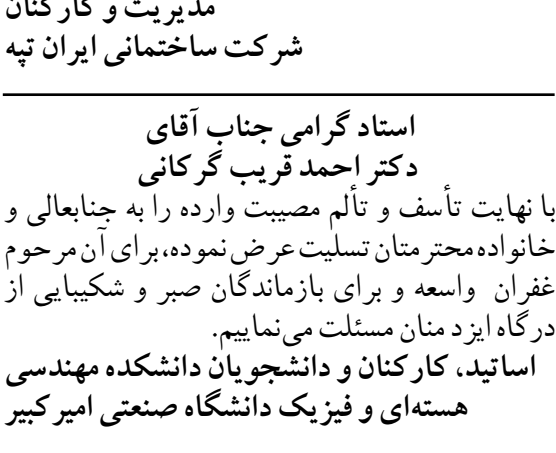 مدیریت و کارکنان
شرکت ساختمانی ایران تپه
استاد گرامی جناب آقای
دکتر احمد قریب گرکانی
با نهایت تأسف و تألم مصیبت وارده را به جنابعالی و
خانواده محترمتان تسلیت عرض نموده، برای آن مرحوم
غفران واسعه و برای بازماندگان صبر و شکیبایی از
درگاه ایزد منان مسئلت می‌نماییم.
اساتید، کارکنان و دانشجویان دانشکده مهندسی
هسته‌ای و فیزیک دانشگاه صنعتی امیرکبیر